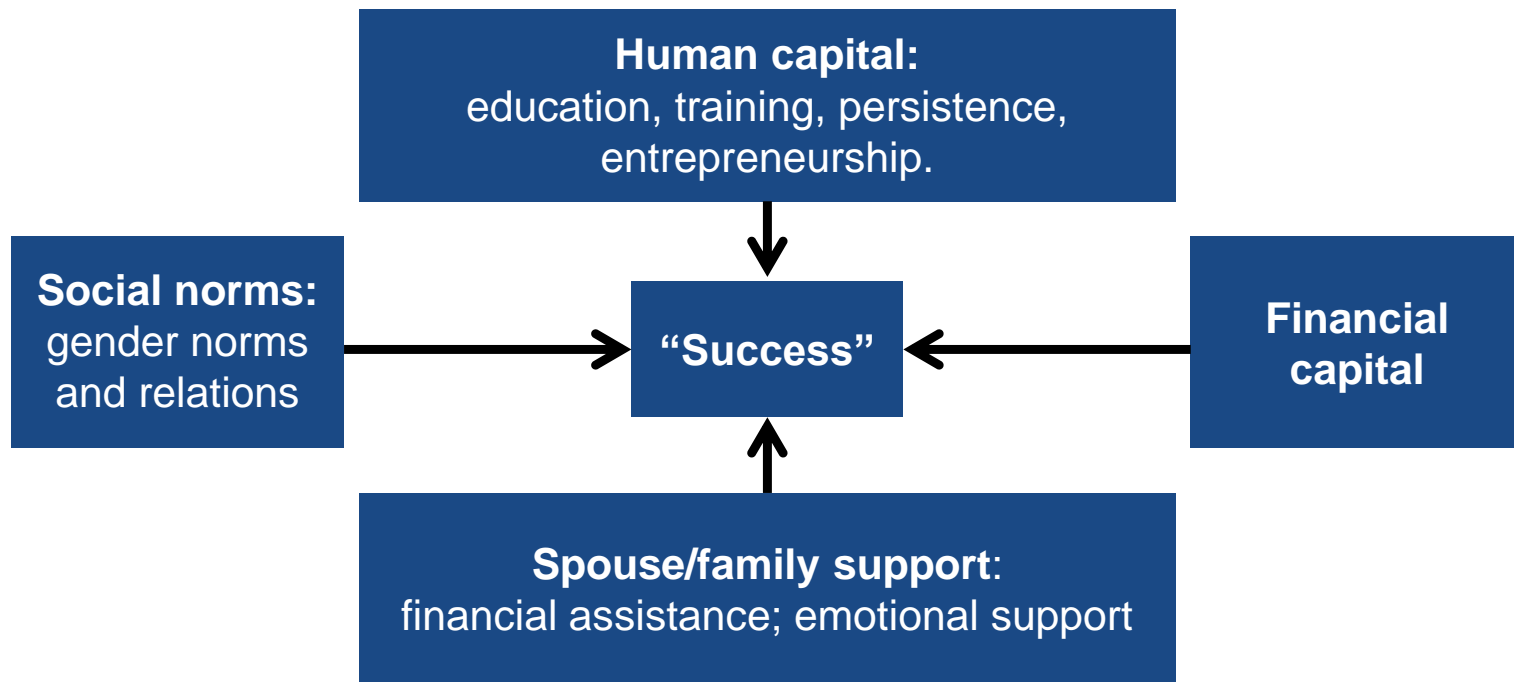 Human capital:
education, training, persistence,
entrepreneurship.
Social norms:
gender norms
and relations
“Success”
Financial
capital
Spouse/family support:
financial assistance; emotional support